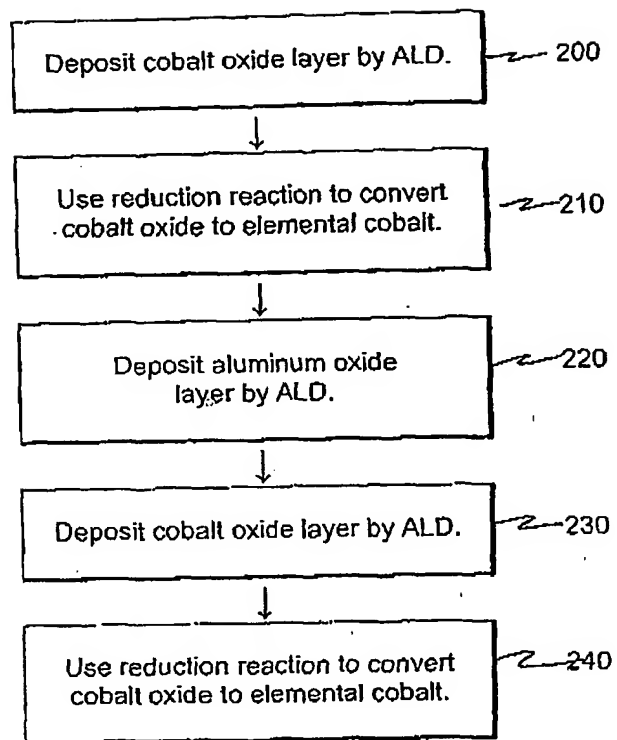 Deposit cobalt oxide layer by ALD.
200
Use reduction reaction to convert
cobalt oxide to elemental cobalt.
210
Deposit aluminum oxide
layer by ALD.
220
Deposit cobalt oxide layer by ALD.
230
Use reduction reaction to convert
cobalt oxide to elemental cobalt.
240